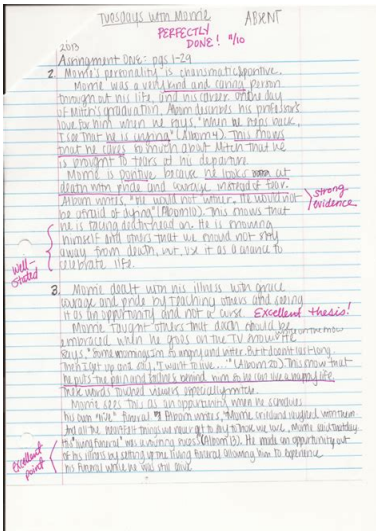 Tuesdays with Morrie
ABSENT
PERFECTLY
DONE! 11/10
Assignment ONE: pgs 1-29
2. Morrie's personality is charismatic & positive.
Morrie was a very kind and caring person
through out his life, and his career. On the day
of Mitch's graduation, Albom describes his professor's
love for him when he says, "When he steps back,
I see that he is crying" (Albom 4). This shows
that he cares so much about Mitch that he
is brought to tears at his departure.
Morrie is positive because he looks at
death with pride and courage instead of fear.
Albom writes, "He would not wither. He would not
be afraid of dying" (Albom 10). This shows that
he is facing death head on. He is showing
himself and others that we should not shy
away from death, but use it as a chance to
celebrate life.
strong
evidence
well-
stated
3. Morrie dealt with his illness with grace
courage and pride by teaching others and seeing
it as an opportunity and not a curse. Excellent thesis!
Morrie taught others that death should be
embraced when he goes on the TV show. He
says, "Some mornings I'm so angry and bitter. But it doesn't last long.
Then I get up and say, 'I want to live...'" (Albom 20). This shows that
he puts the pain and sadness behind him so he can live a happy life.
These words touched viewers especially Mitch.
Morrie sees this as an opportunity when he conducts
his own "live" funeral. Albom writes, "Morrie cried and laughed with them.
And all the heartfelt things we never get to say to those we love, Morrie said that day.
His 'living funeral' was a rousing success" (Albom 13). He made an opportunity out
of his illness by setting up the living funeral allowing him to experience
his funeral while he was still alive.
excellent
point